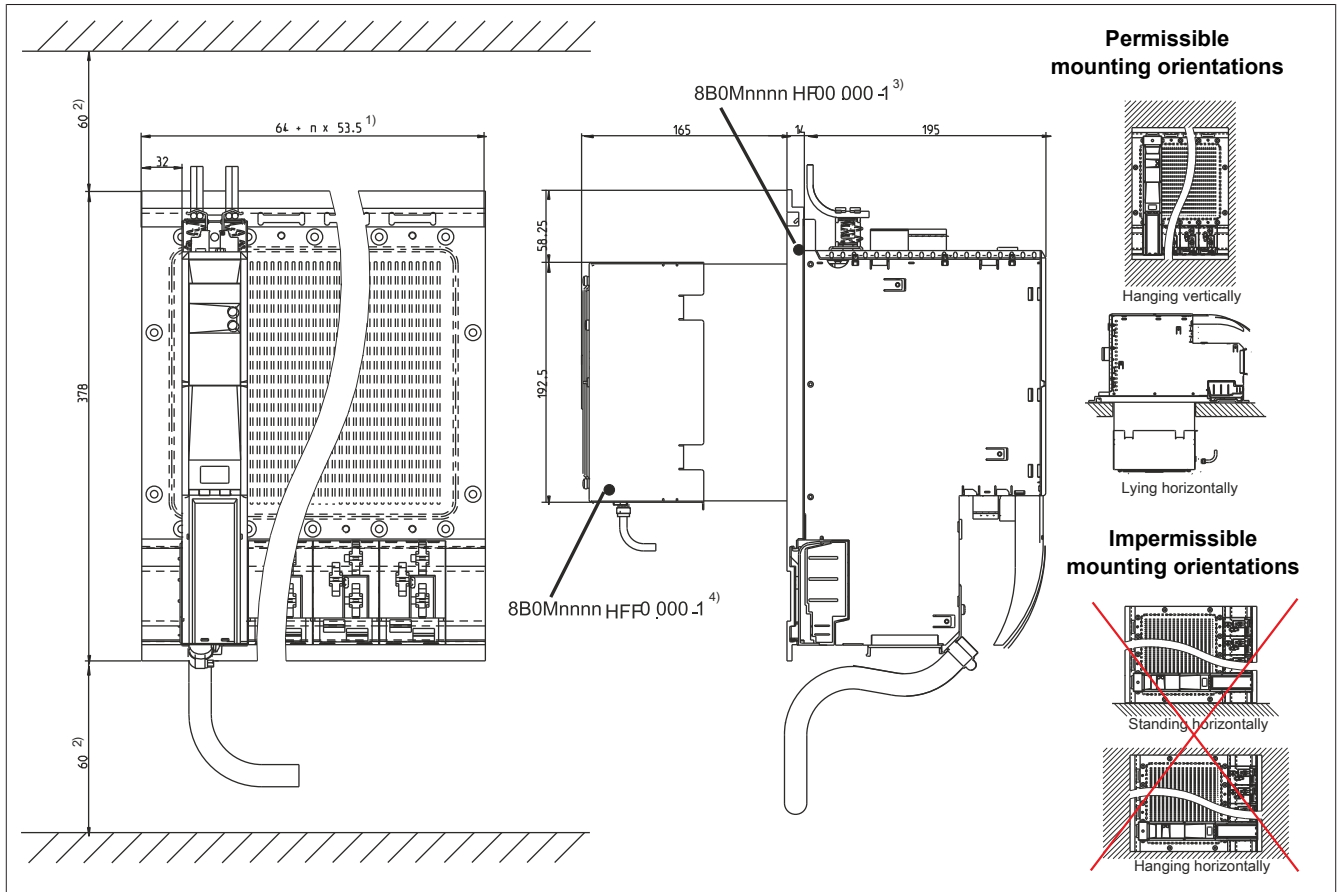 Permissible
mounting orientations
8B0Mnnnn HF00.000-1 3)
60 2)
64 + n x 53.5 1)
165
14
195
32
58.25
378
192.5
Hanging vertically
Lying horizontally
Impermissible
mounting orientations
8B0Mnnnn HFF0.000-1 4)
Standing horizontally
60 2)
Hanging horizontally